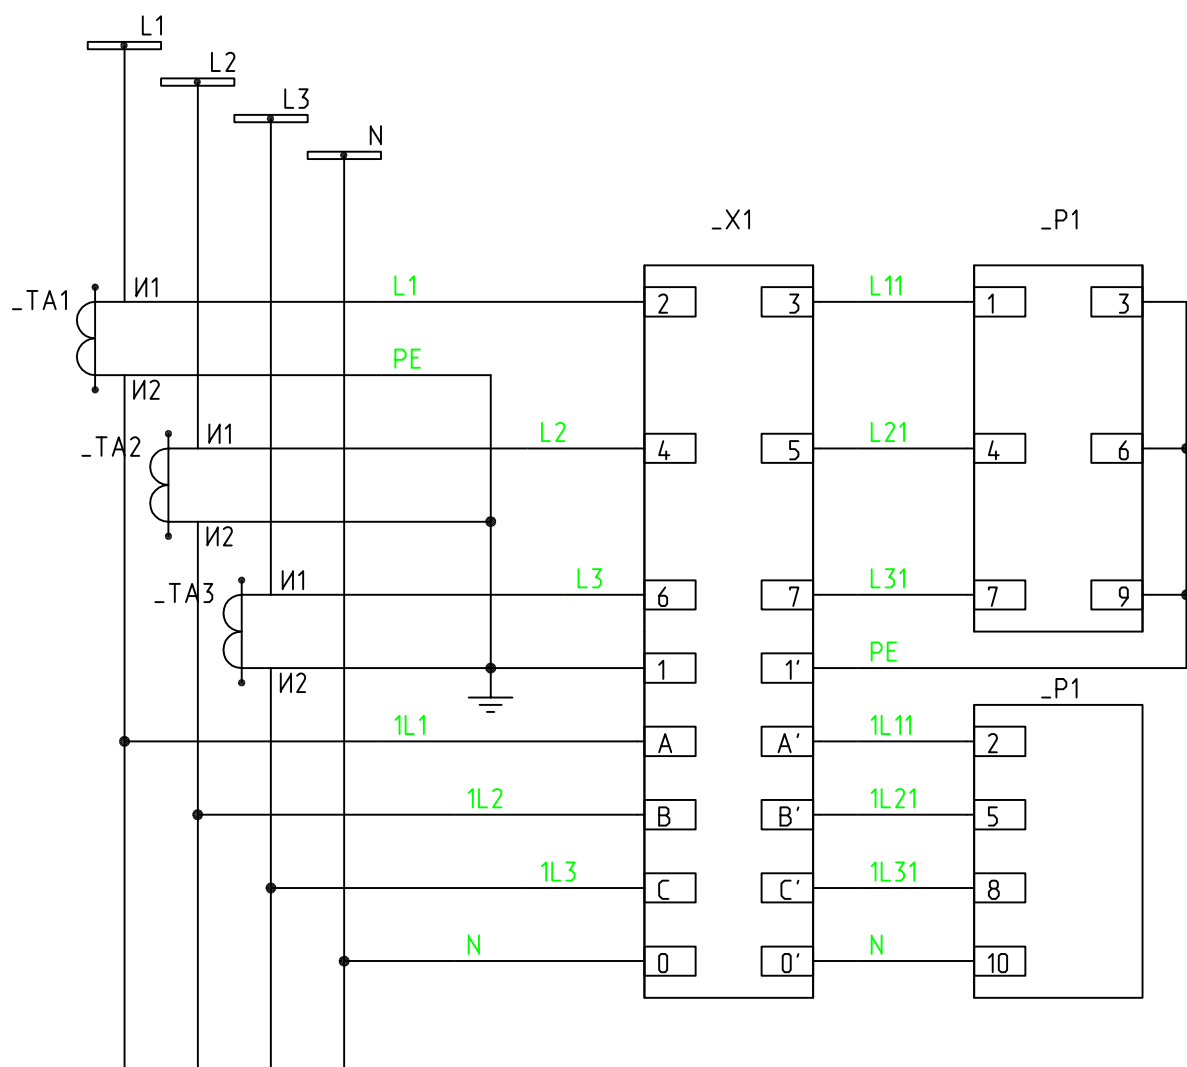 L1
L2
L3
N
_X1
_P1
_TA1
И1
L1
2
3
L11
1
3
И2
PE
_TA2
И1
L2
4
5
L21
4
6
И2
_TA3
И1
L3
6
7
L31
7
9
И2
1
1'
PE
_P1
1L1
A
A'
1L11
2
1L2
B
B'
1L21
5
1L3
C
C'
1L31
8
N
0
0'
N
10